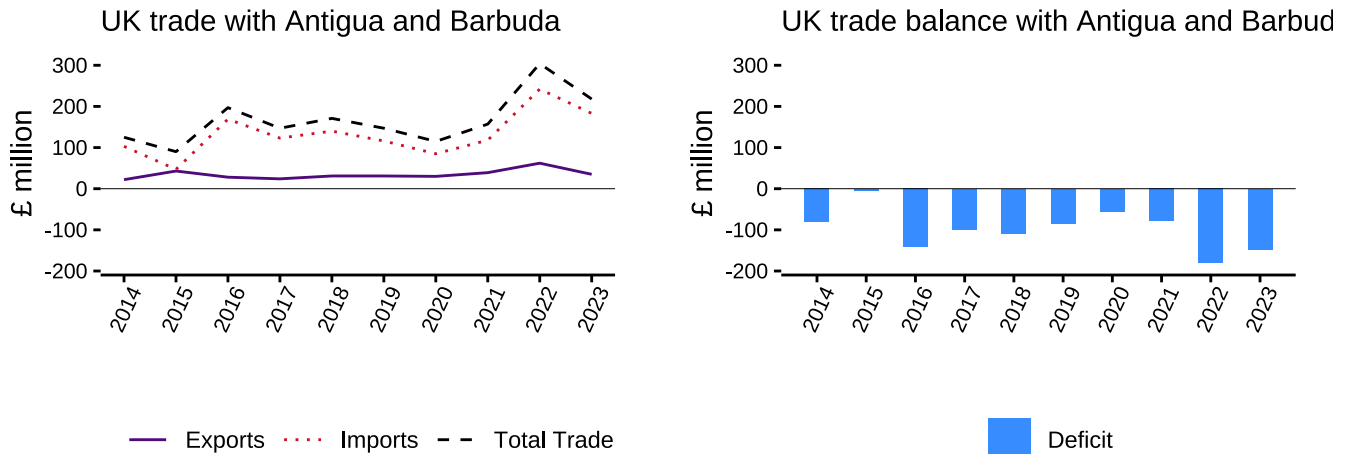 UK trade with Antigua and Barbuda
£ million
300
200
100
0
-100
-200
2014 2015 2016 2017 2018 2019 2020 2021 2022 2023
Exports Imports Total Trade
UK trade balance with Antigua and Barbud
£ million
300
200
100
0
-100
-200
2014 2015 2016 2017 2018 2019 2020 2021 2022 2023
Deficit